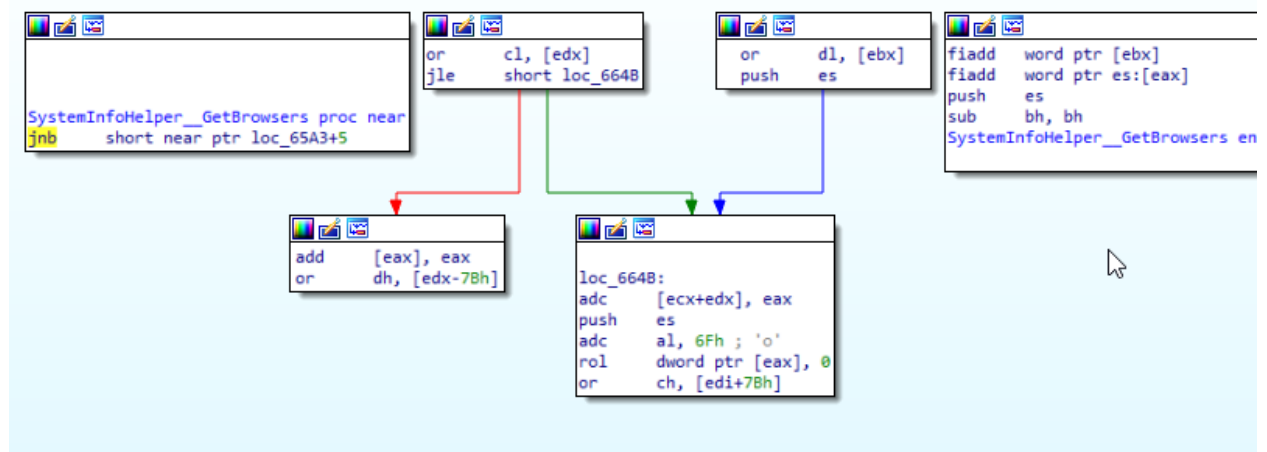 SystemInfoHelper__GetBrowsers proc near
jnb short near ptr loc_65A3+5
or cl, [edx]
jle short loc_664B
or dl, [ebx]
push es
fiadd word ptr [ebx]
fiadd word ptr es:[eax]
push es
sub bh, bh
SystemInfoHelper__GetBrowsers en
add [eax], eax
or dh, [edx-7Bh]
loc_664B:
adc [ecx+edx], eax
push es
adc al, 6Fh ; 'o'
rol dword ptr [eax], 0
or ch, [edi+7Bh]